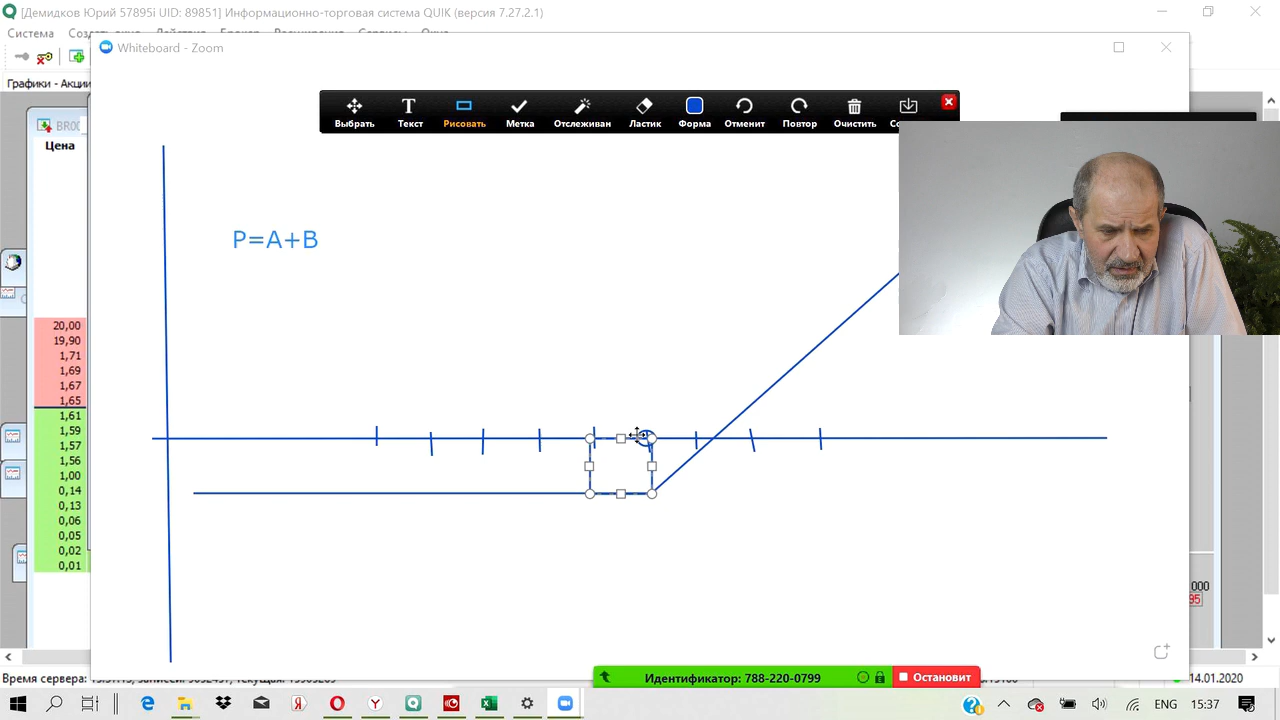 [Демидков Юрий 57895i UID: 89851] Информационно-торговая система QUIK (версия 7.27.2.1)
Система
Whiteboard - Zoom
Графики - Акции
BR00
Цена
Выбрать Текст Рисовать Метка Отслеживан Ластик Форма Отменит Повтор Очистить
P=A+B
20,00
19,90
1,71
1,69
1,67
1,65
1,61
1,59
1,57
1,56
1,00
0,14
0,13
0,06
0,05
0,02
0,01
000
95
Время сервера
Идентификатор: 788-220-0799
Остановит
14.01.2020
ENG 15:37